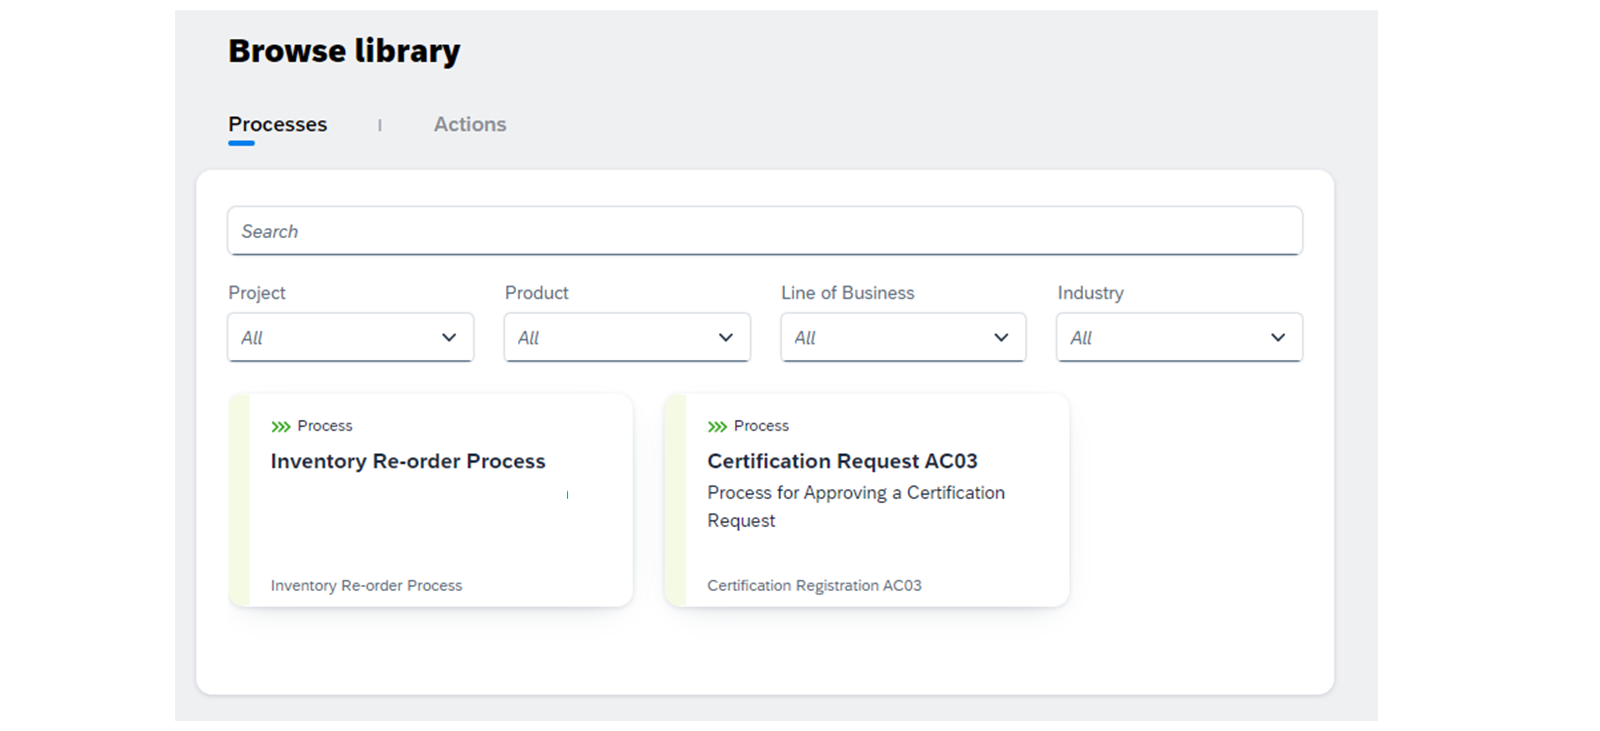 Browse library
Processes | Actions
Search
Project Product Line of Business Industry
All All All All
Process
Inventory Re-order Process
Inventory Re-order Process
Process
Certification Request AC03
Process for Approving a Certification
Request
Certification Registration AC03